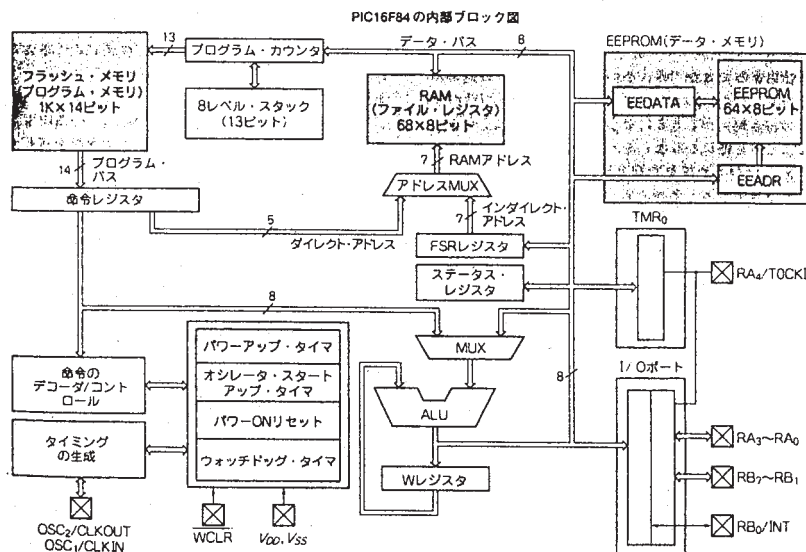 PIC16F84の内部ブロック図
13
プログラム・カウンタ
データ・バス
8
EEPROM(データ・メモリ)
フラッシュ・メモリ
(プログラム・メモリ)
1K×14ビット
8レベル・スタック
(13ビット)
RAM
(ファイル・レジスタ)
68×8ビット
EEDATA
EEPROM
64×8ビット
EEADR
14
プログラム・
バス
7
RAMアドレス
アドレスMUX
命令レジスタ
5
ダイレクト・アドレス
7
インダイレクト・
アドレス
FSRレジスタ
ステータス・
レジスタ
TMR0
RA4/T0CKI
8
MUX
パワーアップ・タイマ
オシレータ・スタート
アップ・タイマ
パワーONリセット
ウォッチドッグ・タイマ
命令の
デコーダ/コント
ロール
タイミング
の生成
ALU
Wレジスタ
8
I/Oポート
RA3〜RA0
RB7〜RB1
RB0/INT
OSC2/CLKOUT
OSC1/CLKIN
WCLR
VDD,VSS